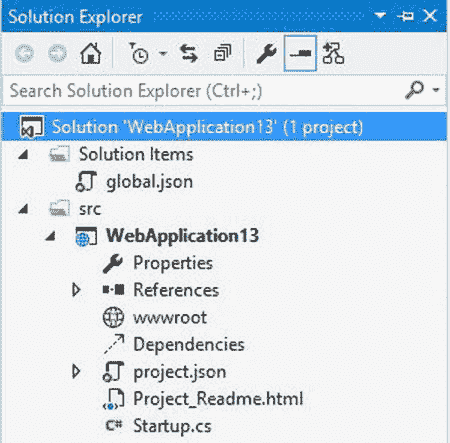 Solution Explorer
Search Solution Explorer (Ctrl+;)
Solution 'WebApplication13' (1 project)
Solution Items
global.json
src
WebApplication13
Properties
References
wwwroot
Dependencies
project.json
Project_Readme.html
C# Startup.cs